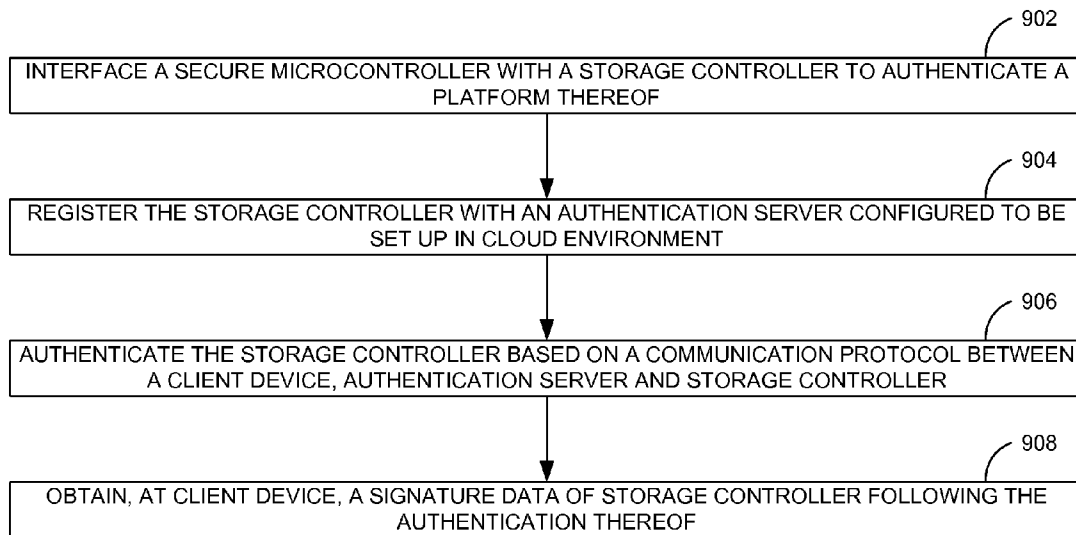 902
INTERFACE A SECURE MICROCONTROLLER WITH A STORAGE CONTROLLER TO AUTHENTICATE A
PLATFORM THEREOF
904
REGISTER THE STORAGE CONTROLLER WITH AN AUTHENTICATION SERVER CONFIGURED TO BE
SET UP IN CLOUD ENVIRONMENT
906
AUTHENTICATE THE STORAGE CONTROLLER BASED ON A COMMUNICATION PROTOCOL BETWEEN
A CLIENT DEVICE, AUTHENTICATION SERVER AND STORAGE CONTROLLER
908
OBTAIN, AT CLIENT DEVICE, A SIGNATURE DATA OF STORAGE CONTROLLER FOLLOWING THE
AUTHENTICATION THEREOF